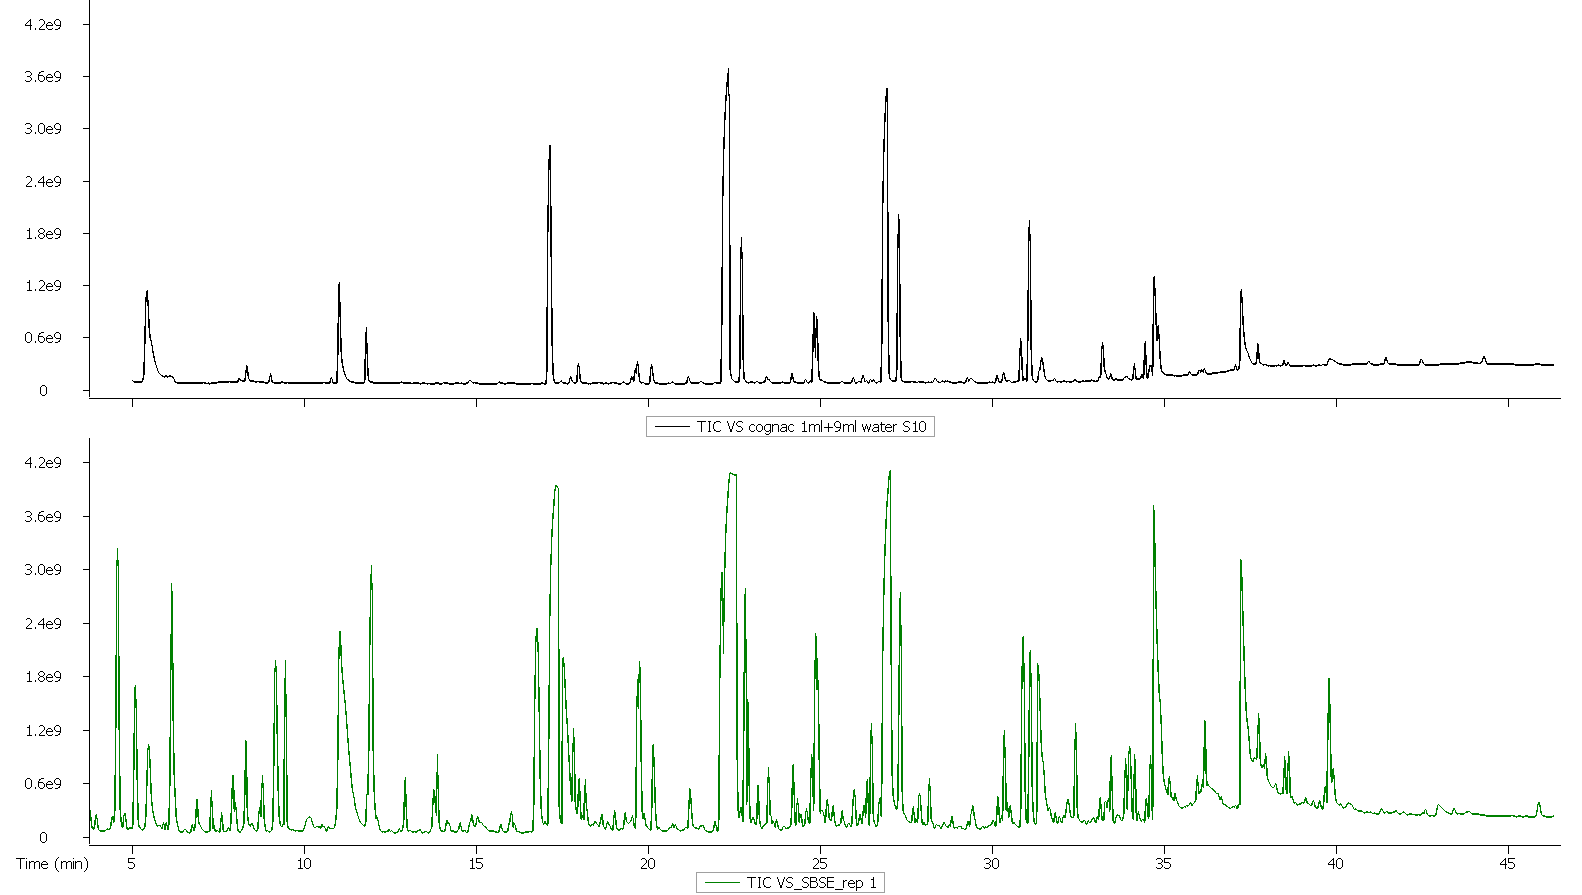 4.2e9
3.6e9
3.0e9
2.4e9
1.8e9
1.2e9
0.6e9
0
TIC VS cognac 1ml+9ml water S10
4.2e9
3.6e9
3.0e9
2.4e9
1.8e9
1.2e9
0.6e9
0
Time (min) 5 10 15 20 25 30 35 40 45
TIC VS_SBSE_rep 1